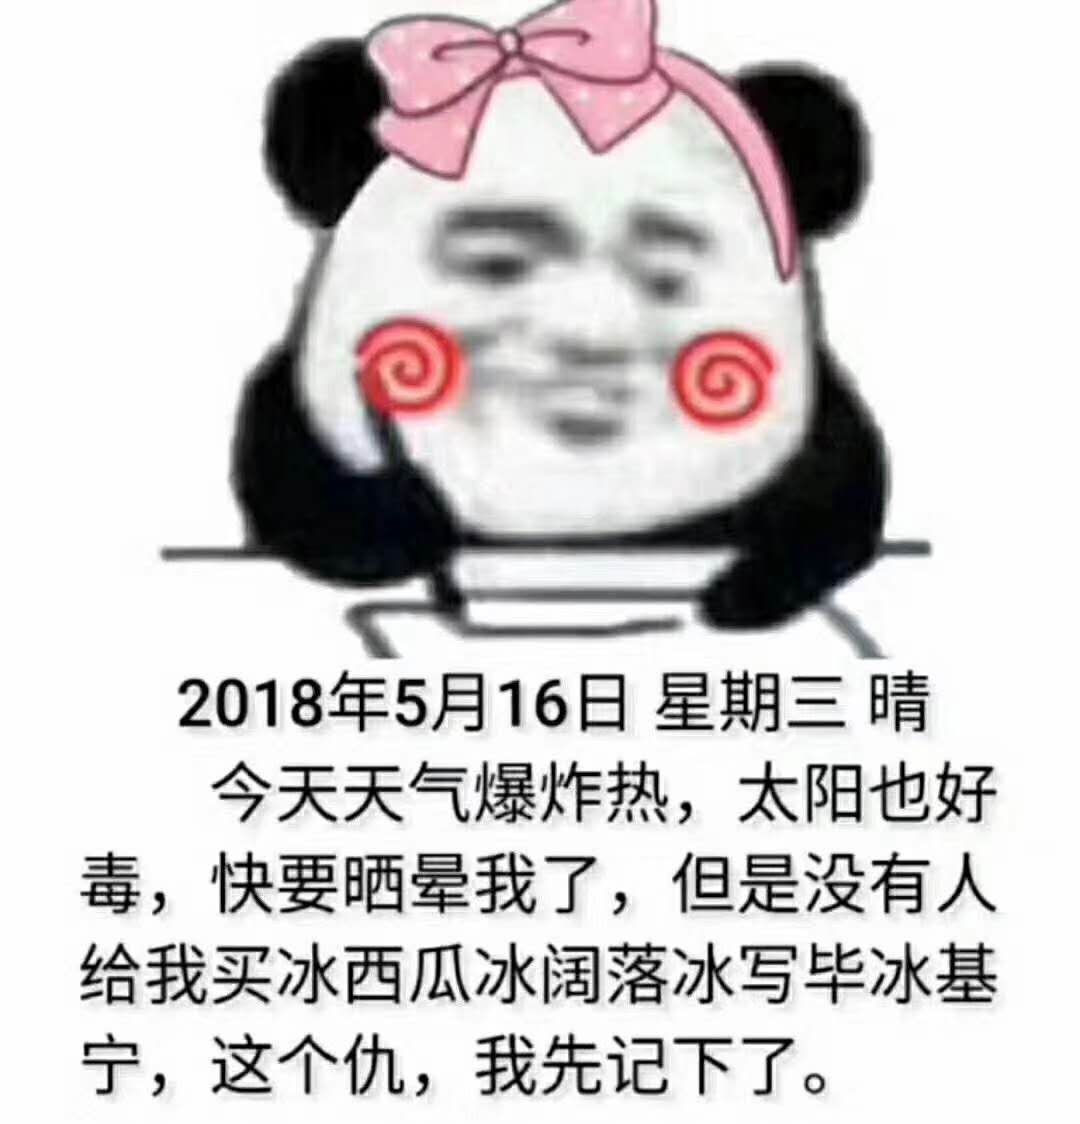 2018年5月16日 星期三 晴
今天天气爆炸热，太阳也好
毒，快要晒晕我了，但是没有人
给我买冰西瓜冰阔落冰写毕冰基
宁，这个仇，我先记下了。